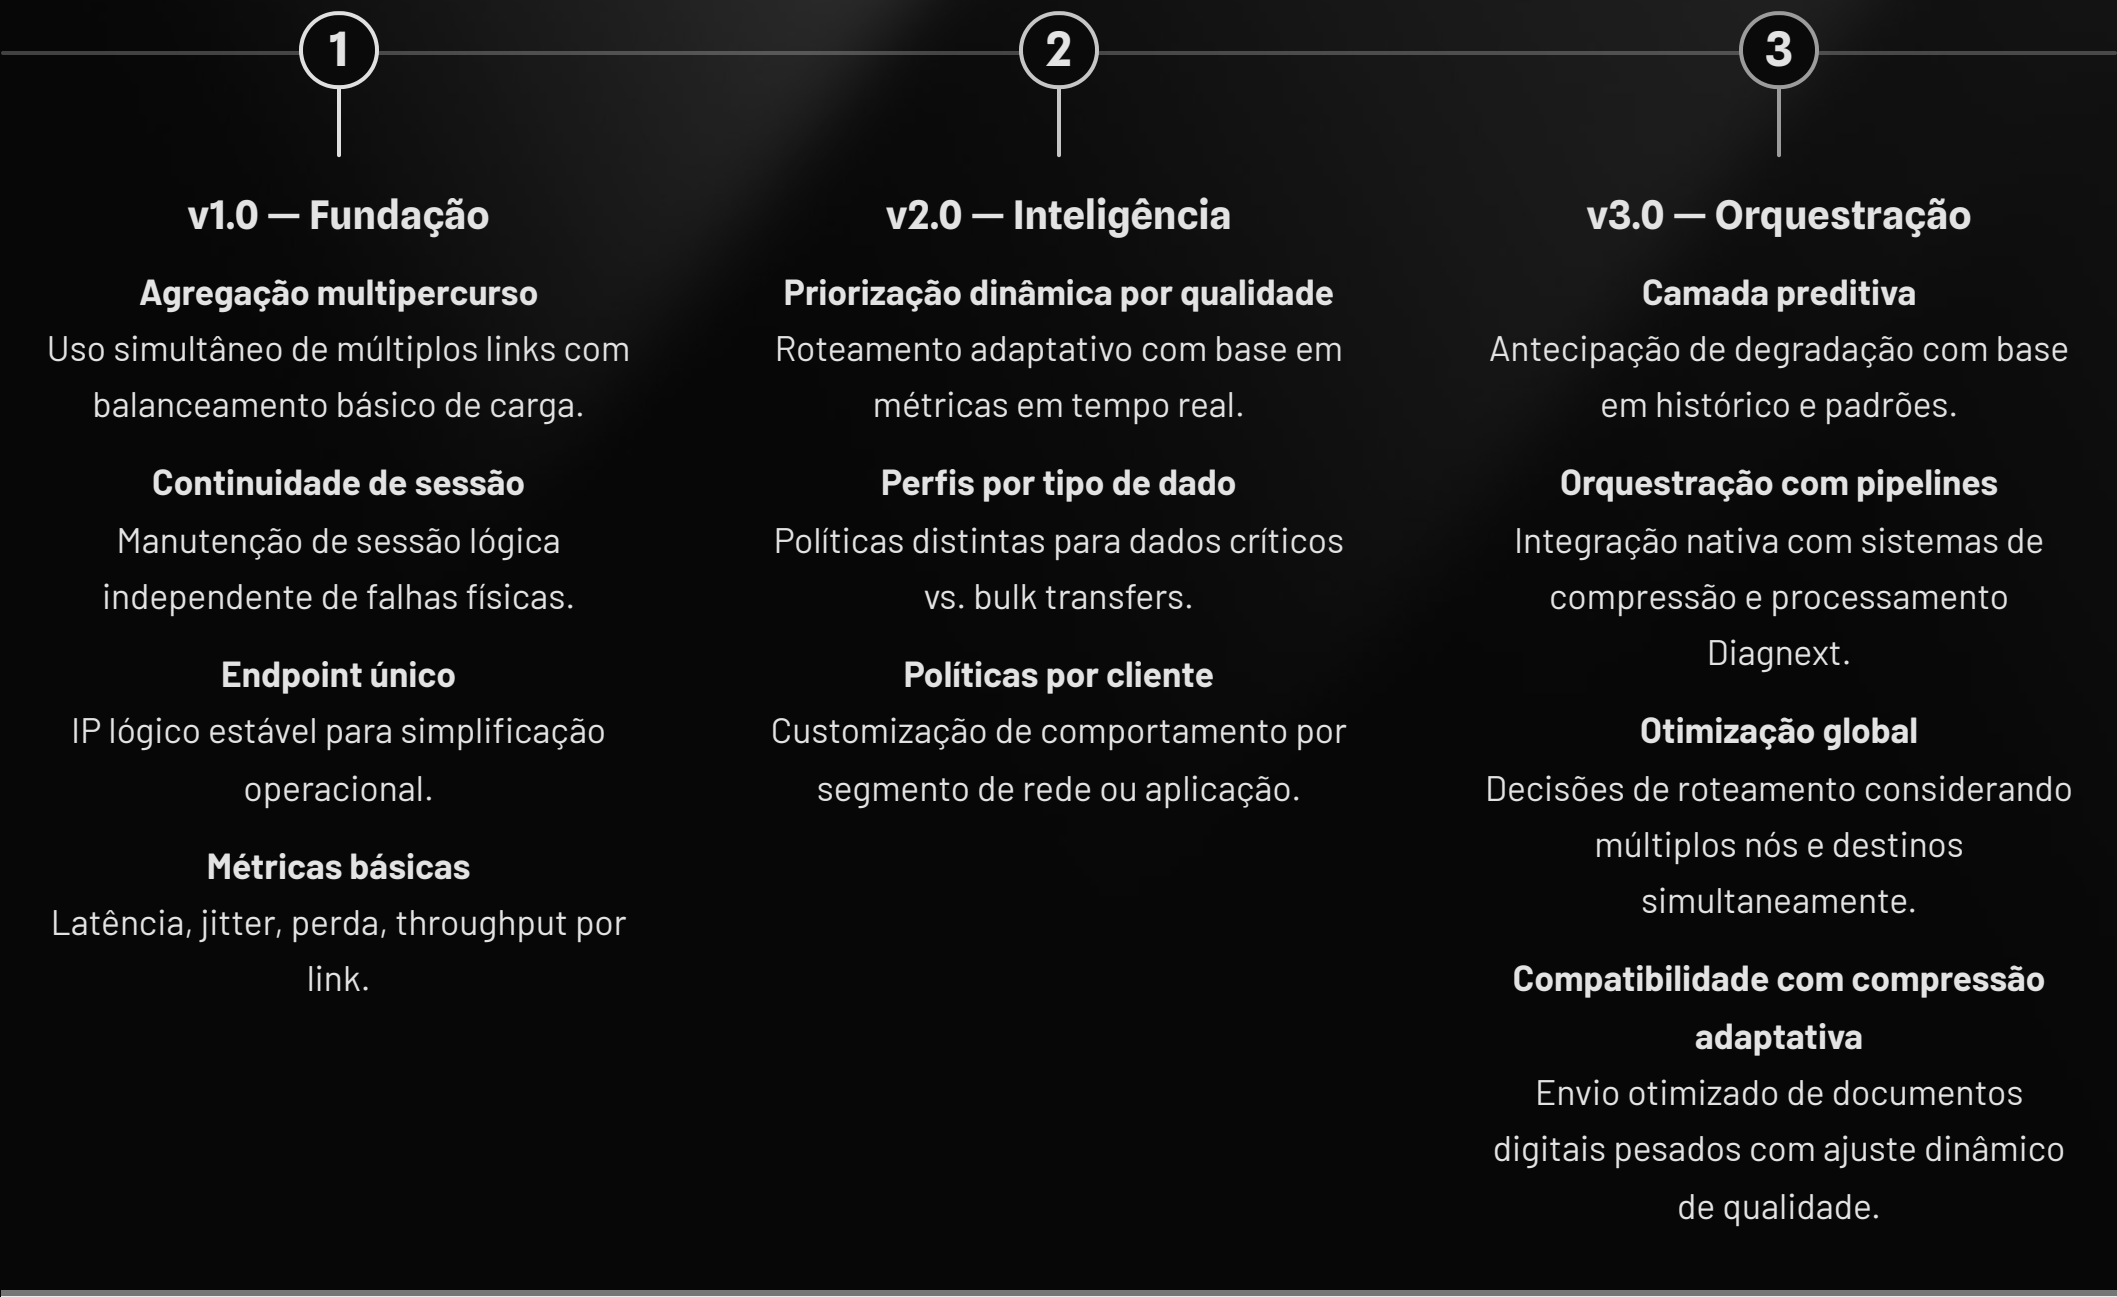 1
v1.0 — Fundação
Agregação multipercurso
Uso simultâneo de múltiplos links com
balanceamento básico de carga.
Continuidade de sessão
Manutenção de sessão lógica
independente de falhas físicas.
Endpoint único
IP lógico estável para simplificação
operacional.
Métricas básicas
Latência, jitter, perda, throughput por
link.
2
v2.0 — Inteligência
Priorização dinâmica por qualidade
Roteamento adaptativo com base em
métricas em tempo real.
Perfis por tipo de dado
Políticas distintas para dados críticos
vs. bulk transfers.
Políticas por cliente
Customização de comportamento por
segmento de rede ou aplicação.
3
v3.0 — Orquestração
Camada preditiva
Antecipação de degradação com base
em histórico e padrões.
Orquestração com pipelines
Integração nativa com sistemas de
compressão e processamento
Diagnext.
Otimização global
Decisões de roteamento considerando
múltiplos nós e destinos
simultaneamente.
Compatibilidade com compressão
adaptativa
Envio otimizado de documentos
digitais pesados com ajuste dinâmico
de qualidade.